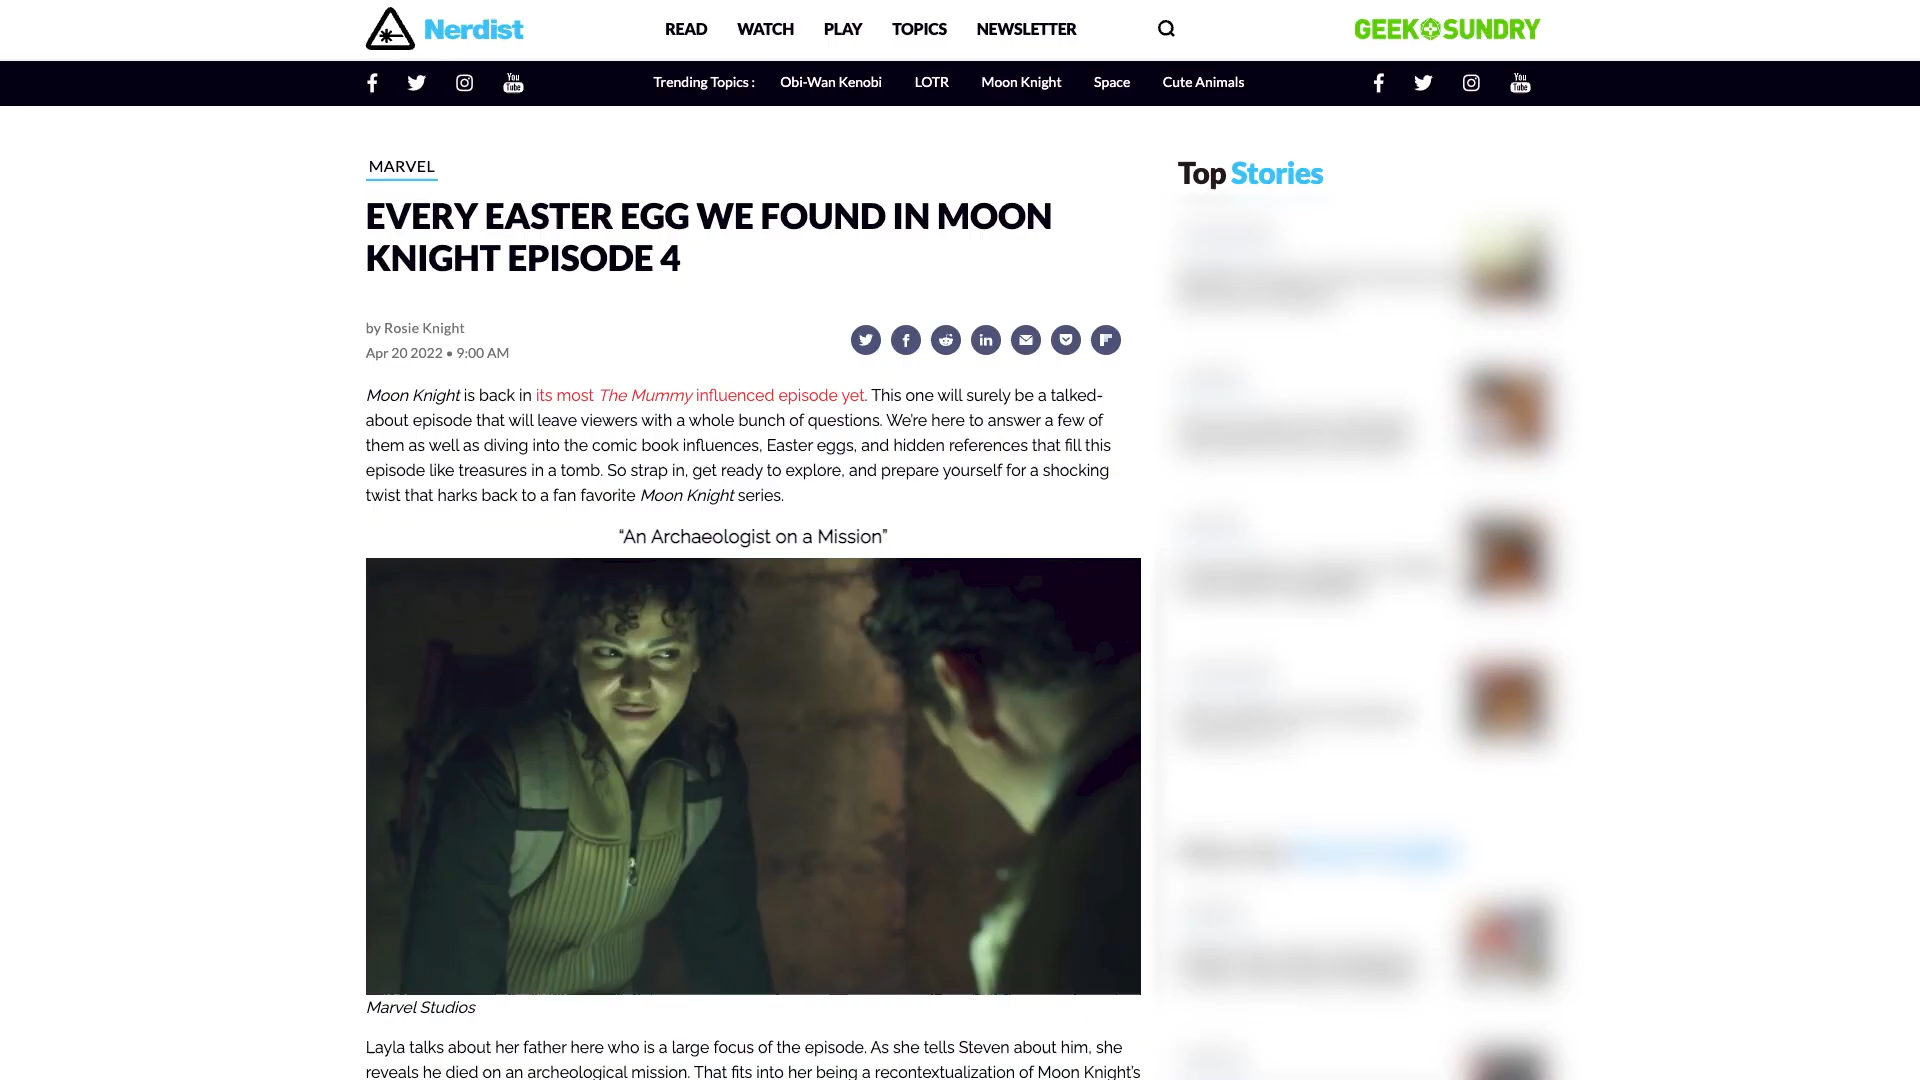 Nerdist
READ WATCH PLAY TOPICS NEWSLETTER
GEEK SUNDRY
You Tube
Trending Topics : Obi-Wan Kenobi LOTR Moon Knight Space Cute Animals
You Tube
MARVEL
EVERY EASTER EGG WE FOUND IN MOON
KNIGHT EPISODE 4
by Rosie Knight
Apr 20 2022 • 9:00 AM
Moon Knight is back in its most The Mummy influenced episode yet. This one will surely be a talked-
about episode that will leave viewers with a whole bunch of questions. We're here to answer a few of
them as well as diving into the comic book influences, Easter eggs, and hidden references that fill this
episode like treasures in a tomb. So strap in, get ready to explore, and prepare yourself for a shocking
twist that harks back to a fan favorite Moon Knight series.
“An Archaeologist on a Mission”
Marvel Studios
Layla talks about her father here who is a large focus of the episode. As she tells Steven about him, she
reveals he died on an archeological mission. That fits into her being a recontextualization of Moon Knight's
Top Stories